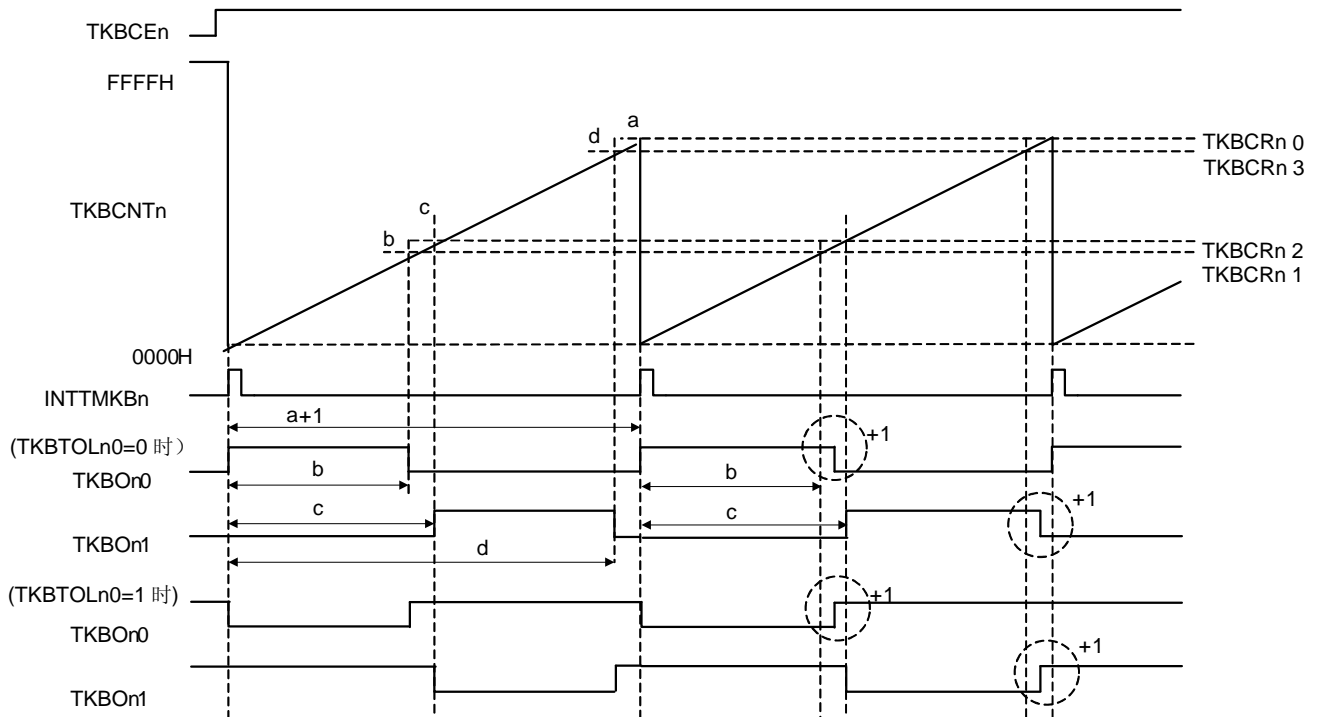 TKBCEn
FFFFH
a
d
TKBCRn 0
TKBCRn 3
TKBCNTn
c
b
TKBCRn 2
TKBCRn 1
0000H
INTTMKBn
a+1
(TKBTOLn0=0 时）
+1
TKBOn0
b
b
c
c
+1
TKBOn1
d
(TKBTOLn0=1 时)
+1
TKBOn0
+1
TKBOn1